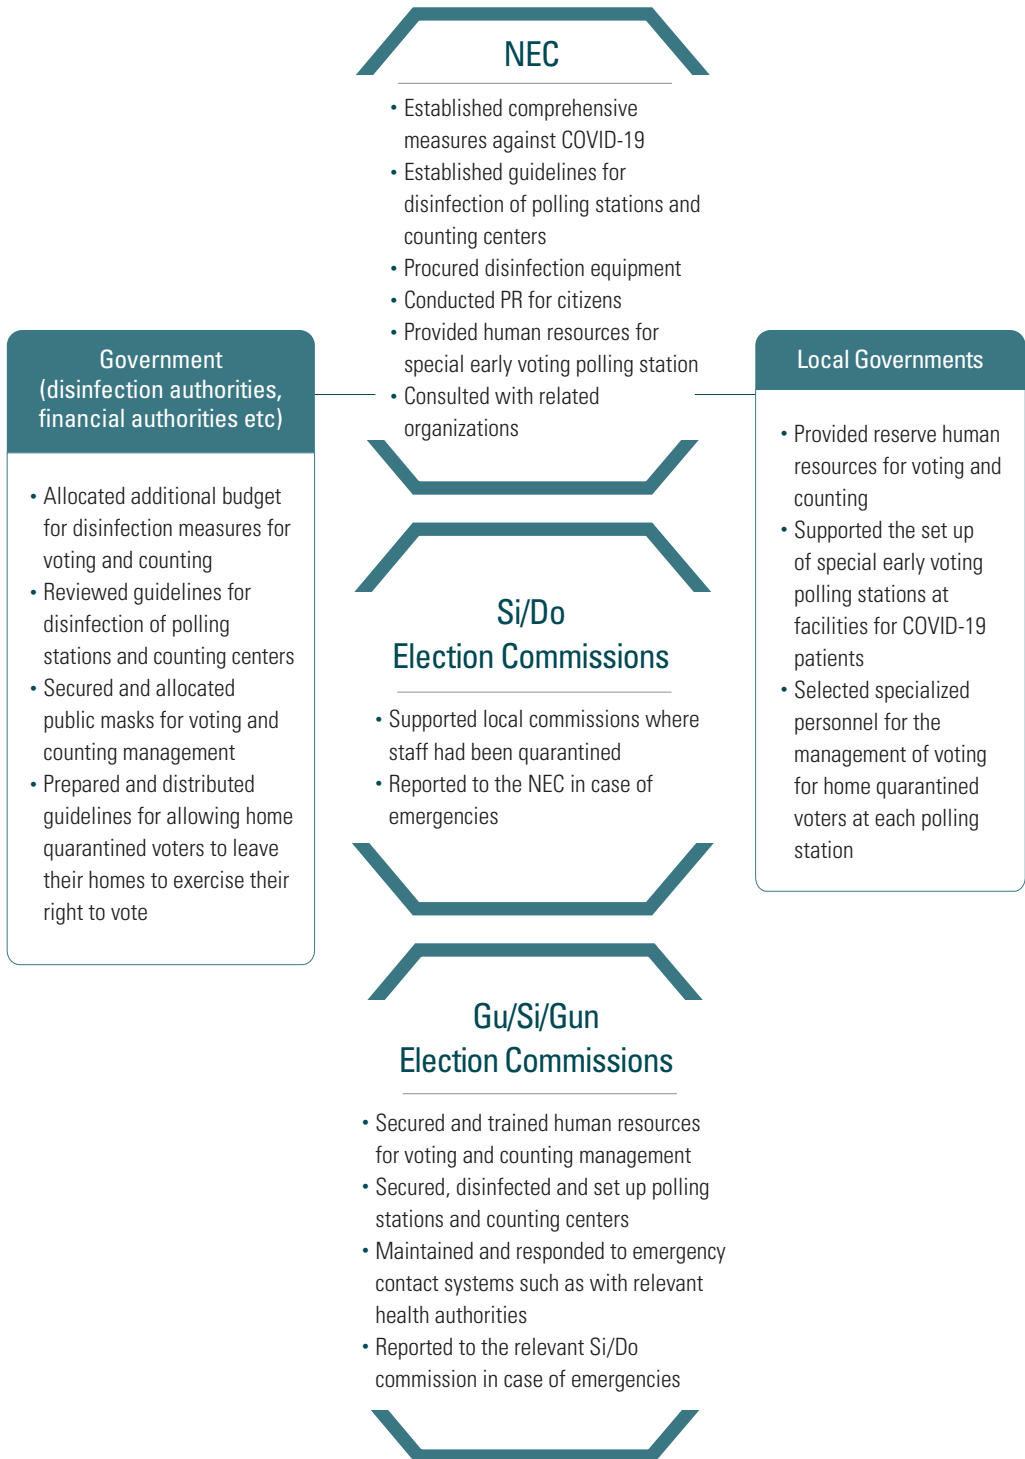 NEC
• Established comprehensive
measures against COVID-19
• Established guidelines for
disinfection of polling stations and
counting centers
• Procured disinfection equipment
• Conducted PR for citizens
• Provided human resources for
special early voting polling station
• Consulted with related
organizations
Government
(disinfection authorities,
financial authorities etc)
• Allocated additional budget
for disinfection measures for
voting and counting
• Reviewed guidelines for
disinfection of polling
stations and counting centers
• Secured and allocated
public masks for voting and
counting management
• Prepared and distributed
guidelines for allowing home
quarantined voters to leave
their homes to exercise their
right to vote
Local Governments
• Provided reserve human
resources for voting and
counting
• Supported the set up
of special early voting
polling stations at
facilities for COVID-19
patients
• Selected specialized
personnel for the
management of voting
for home quarantined
voters at each polling
station
Si/Do
Election Commissions
• Supported local commissions where
staff had been quarantined
• Reported to the NEC in case of
emergencies
Gu/Si/Gun
Election Commissions
• Secured and trained human resources
for voting and counting management
• Secured, disinfected and set up polling
stations and counting centers
• Maintained and responded to emergency
contact systems such as with relevant
health authorities
• Reported to the relevant Si/Do
commission in case of emergencies